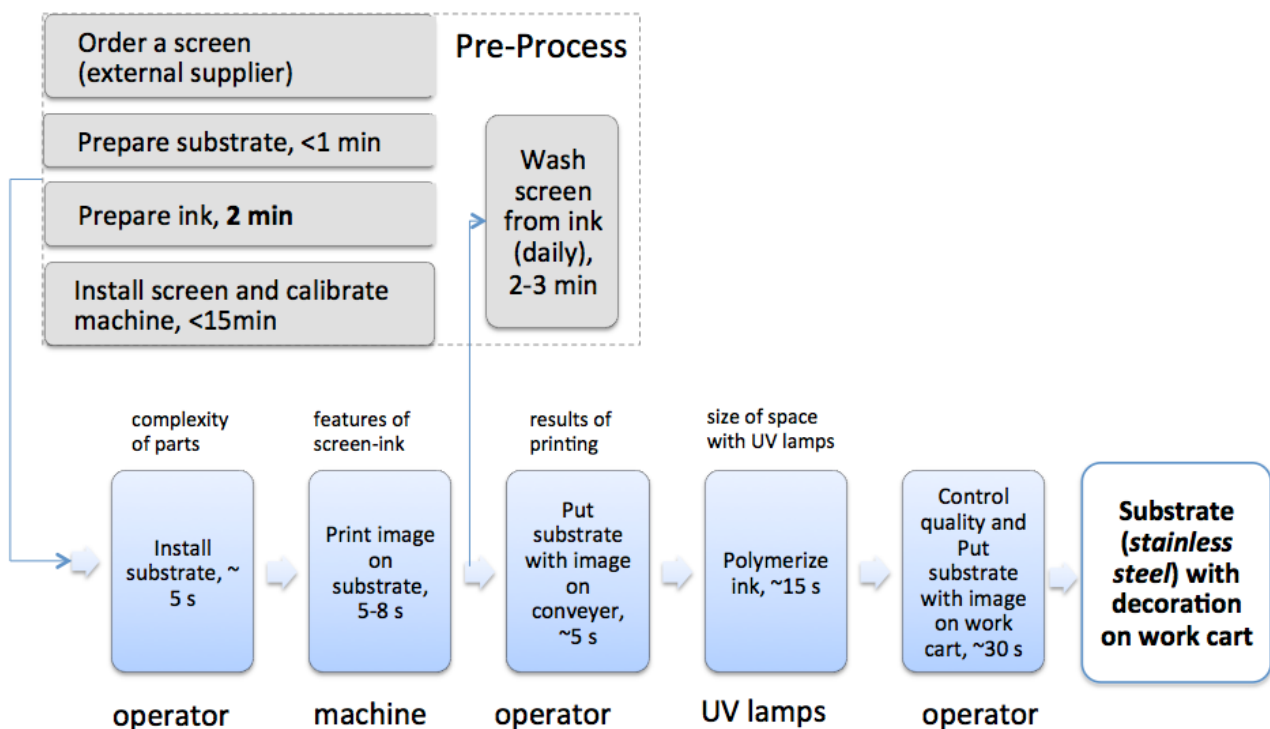 Order a screen
(external supplier)
Pre-Process
Prepare substrate, <1 min
Prepare ink, 2 min
Install screen and calibrate
machine, <15min
Wash
screen
from ink
(daily),
2-3 min
complexity
of parts
features of
screen-ink
results of
printing
size of space
with UV lamps
Install
substrate, ~
5 s
Print image
on
substrate,
5-8 s
Put
substrate
with image
on
conveyer,
~5 s
Polymerize
ink, ~15 s
Control
quality and
Put
substrate
with image
on work
cart, ~30 s
Substrate
(stainless
steel) with
decoration
on work cart
operator
machine
operator
UV lamps
operator